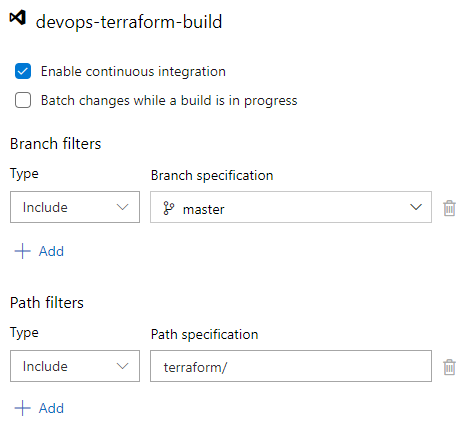 devops-terraform-build
Enable continuous integration
Batch changes while a build is in progress
Branch filters
Type
Branch specification
Include
master
Add
Path filters
Type
Path specification
Include
terraform/
Add